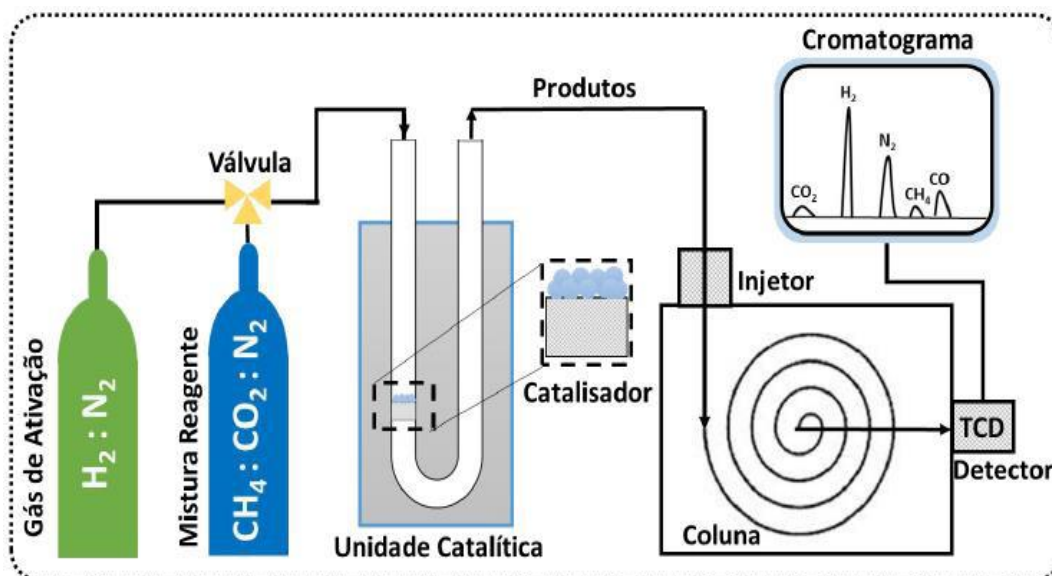 Cromatograma
H₂
N₂
CO₂
CH₄
CO
Produtos
Válvula
Injetor
Gás de Ativação
H₂ : N₂
Mistura Reagente
CH₄ : CO₂ : N₂
Catalisador
TCD
Detector
Coluna
Unidade Catalítica